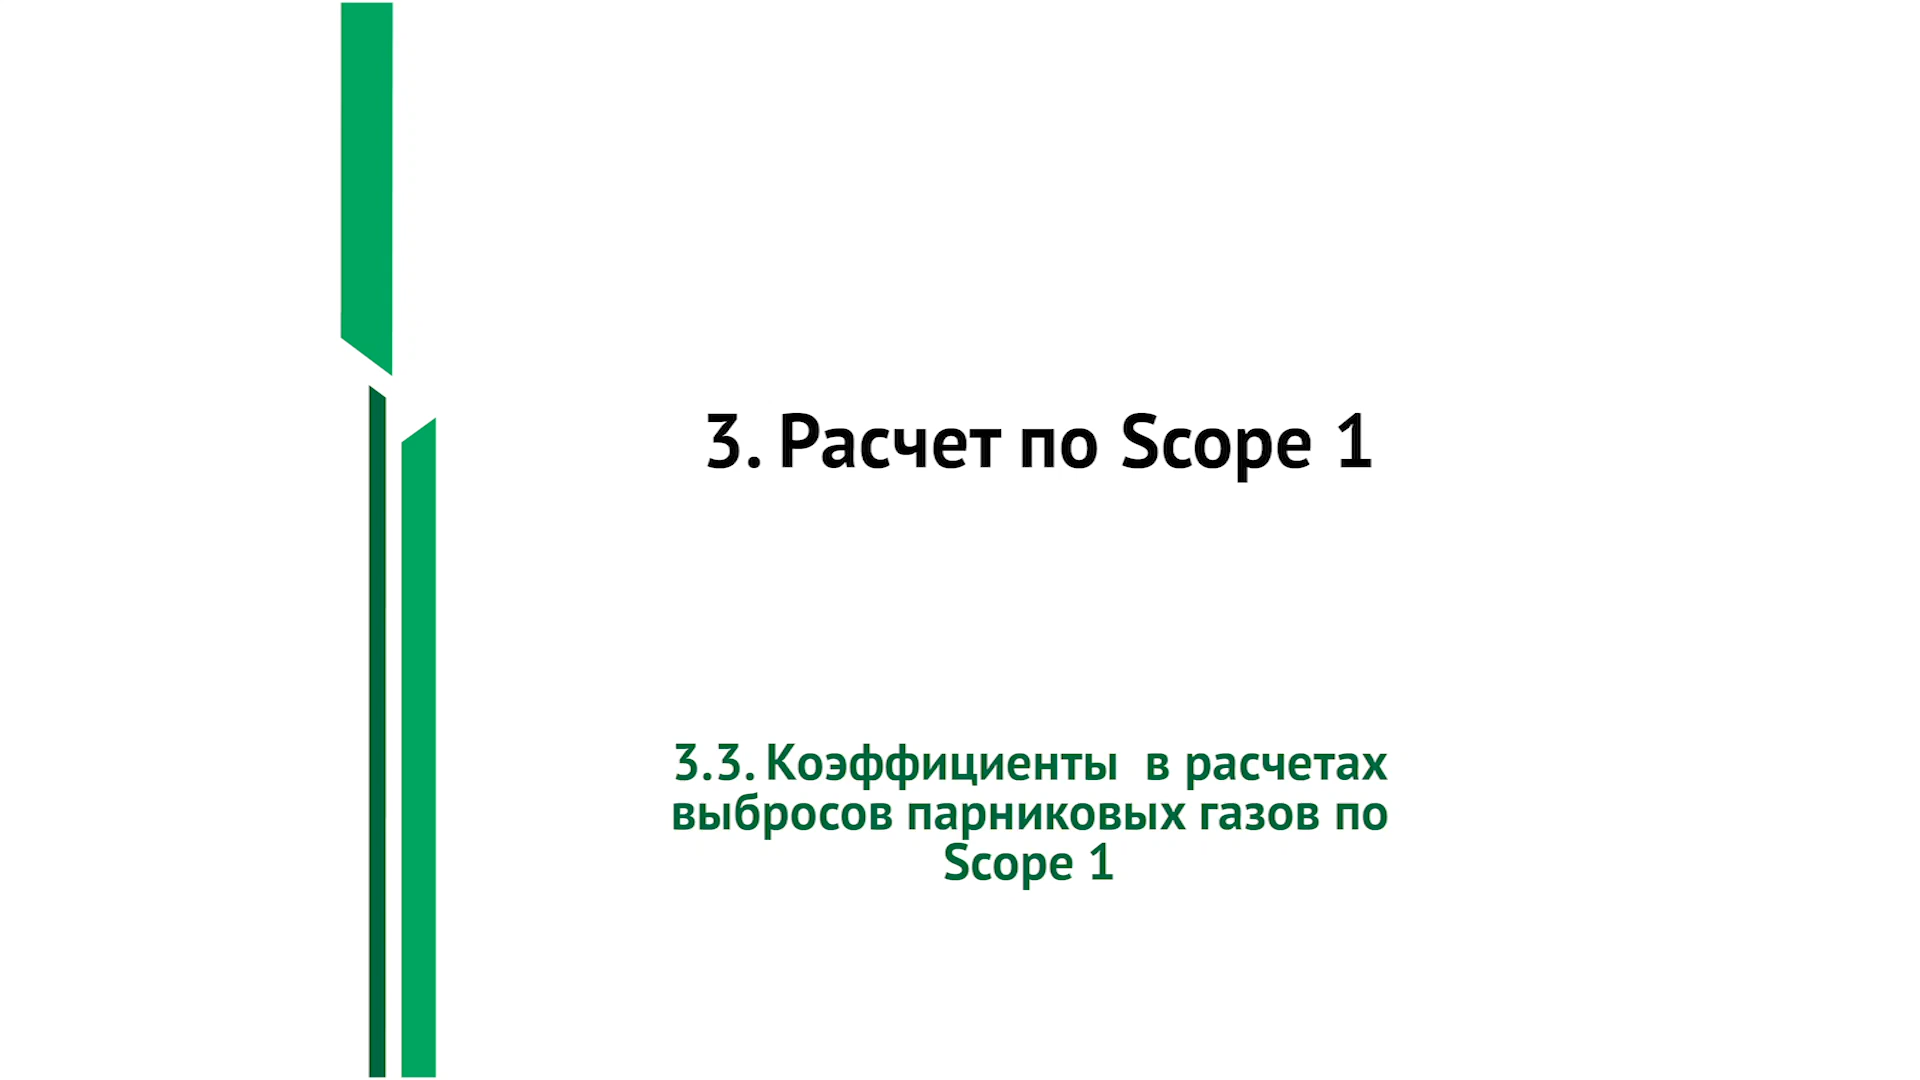 3. Расчет по Scope 1
3.3. Коэффициенты в расчетах
выбросов парниковых газов по
Scope 1